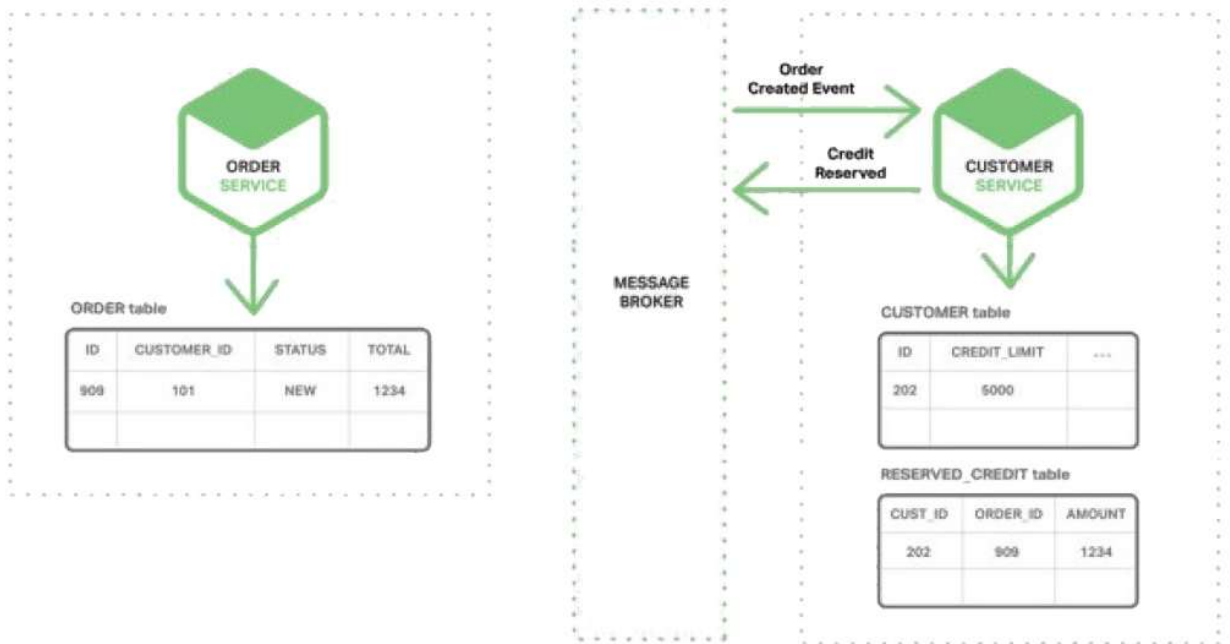 ORDER
SERVICE
ORDER table
ID CUSTOMER_ID STATUS TOTAL
909 101 NEW 1234
MESSAGE
BROKER
Order
Created Event
Credit
Reserved
CUSTOMER
SERVICE
CUSTOMER table
ID CREDIT_LIMIT ...
202 5000
RESERVED_CREDIT table
CUST_ID ORDER_ID AMOUNT
202 909 1234